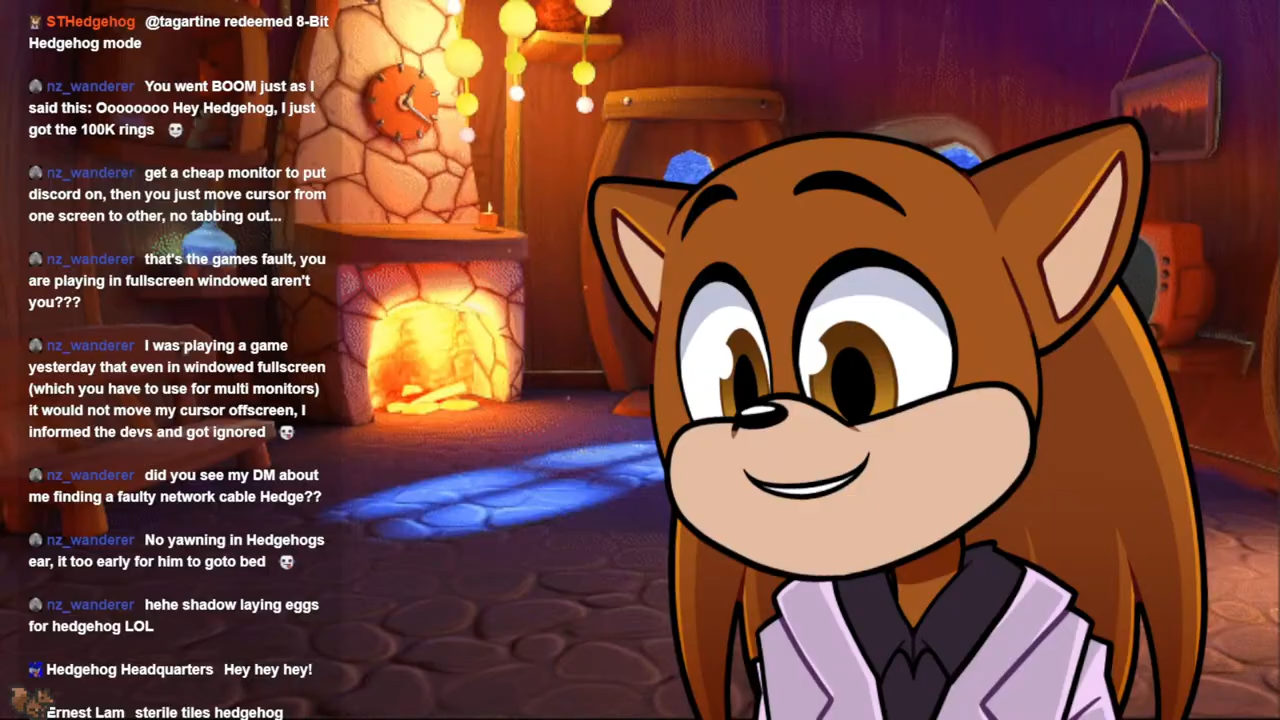 STHedgehog @tagartine redeemed 8-Bit
Hedgehog mode
nz_wanderer You went BOOM just as I
said this: Ooooooo Hey Hedgehog, I just
got the 100K rings
nz_wanderer get a cheap monitor to put
discord on, then you just move cursor from
one screen to other, no tabbing out...
nz_wanderer that's the games fault, you
are playing in fullscreen windowed aren't
you???
nz_wanderer I was playing a game
yesterday that even in windowed fullscreen
(which you have to use for multi monitors)
it would not move my cursor offscreen, I
informed the devs and got ignored
nz_wanderer did you see my DM about
me finding a faulty network cable Hedge??
nz_wanderer No yawning in Hedgehogs
ear, it too early for him to goto bed
nz_wanderer hehe shadow laying eggs
for hedgehog LOL
Hedgehog Headquarters Hey hey hey!
Ernest Lam sterile tiles hedgehog